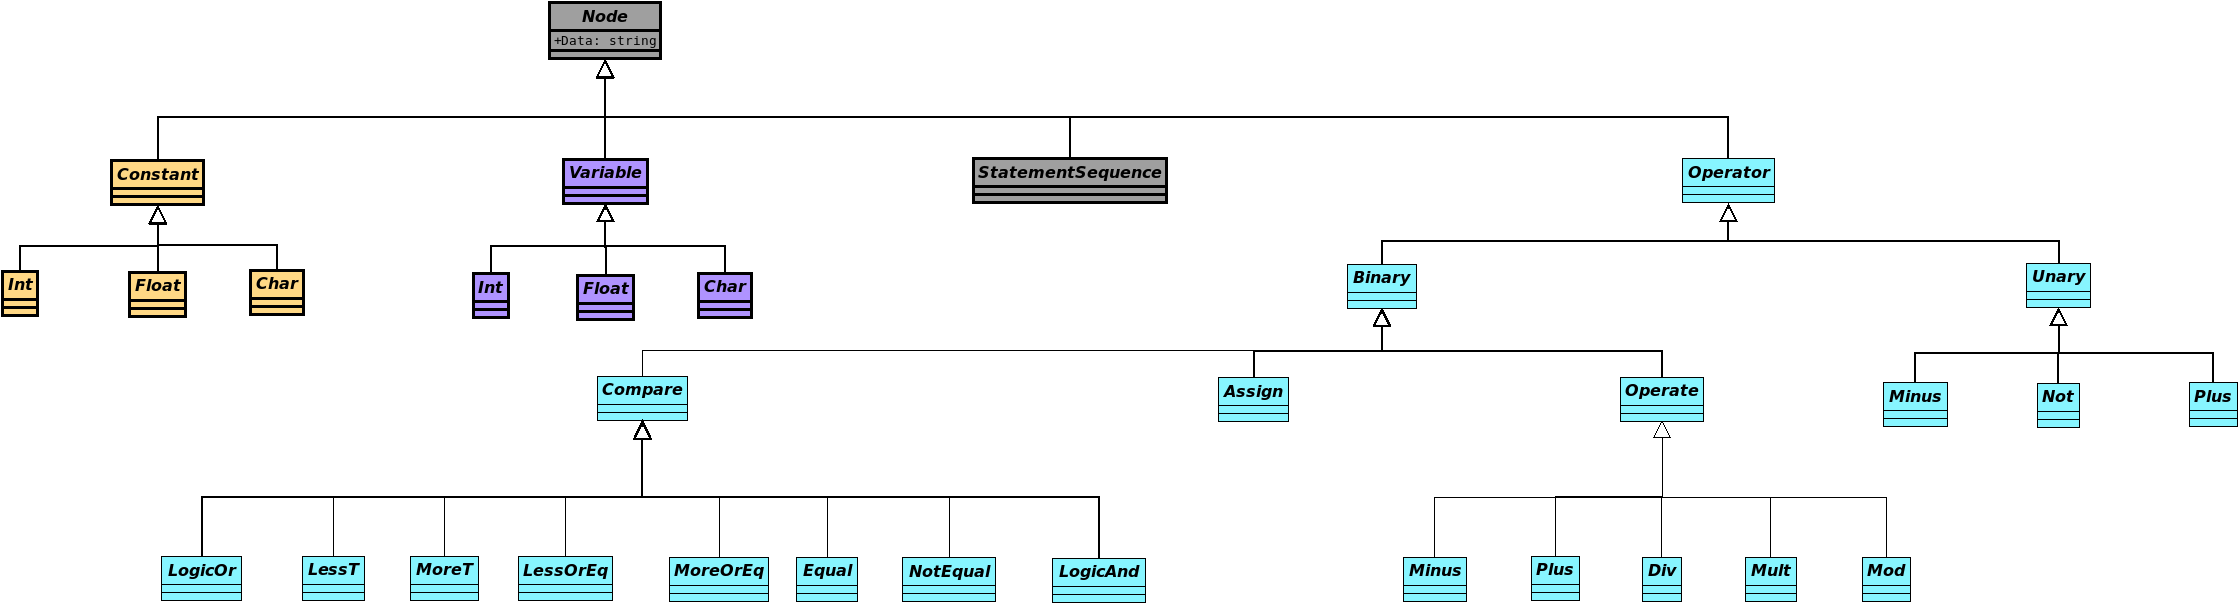 Node
+Data: string
Constant
Variable
StatementSequence
Operator
Int
Float
Char
Int
Float
Char
Binary
Unary
Compare
Assign
Operate
Minus
Not
Plus
LogicOr
LessT
MoreT
LessOrEq
MoreOrEq
Equal
NotEqual
LogicAnd
Minus
Plus
Div
Mult
Mod